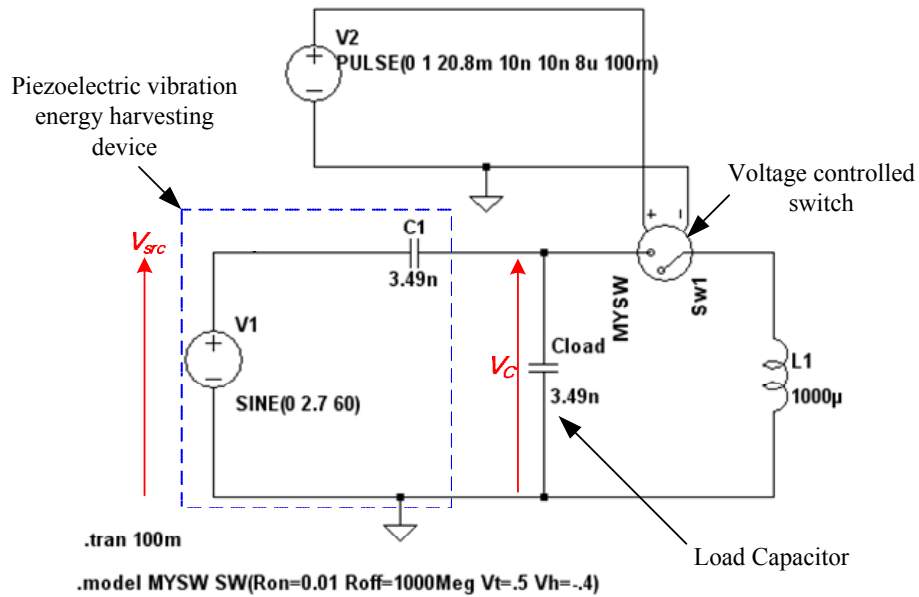 V2
PULSE(0 1 20.8m 10n 10n 8u 100m)
Piezoelectric vibration
energy harvesting
device
Voltage controlled
switch
+
−
+ −
Vsrc
C1
3.49n
MYSW
Sw1
V1
+
−
SINE(0 2.7 60)
VC
Cload
3.49n
L1
1000µ
.tran 100m
Load Capacitor
.model MYSW SW(Ron=0.01 Roff=1000Meg Vt=.5 Vh=-.4)